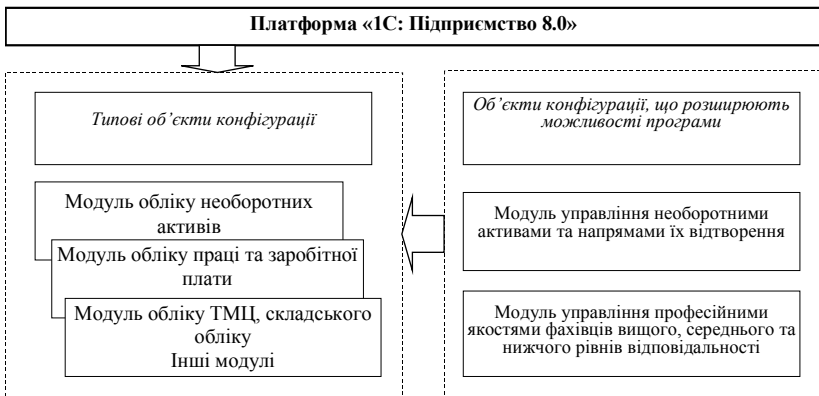 Платформа «1С: Підприємство 8.0»
Типові об’єкти конфігурації
Модуль обліку необоротних
активів
Модуль обліку праці та заробітної
плати
Модуль обліку ТМЦ, складського
обліку
Інші модулі
Об’єкти конфігурації, що розширюють
можливості програми
Модуль управління необоротними
активами та напрямами їх відтворення
Модуль управління професійними
якостями фахівців вищого, середнього та
нижчого рівнів відповідальності